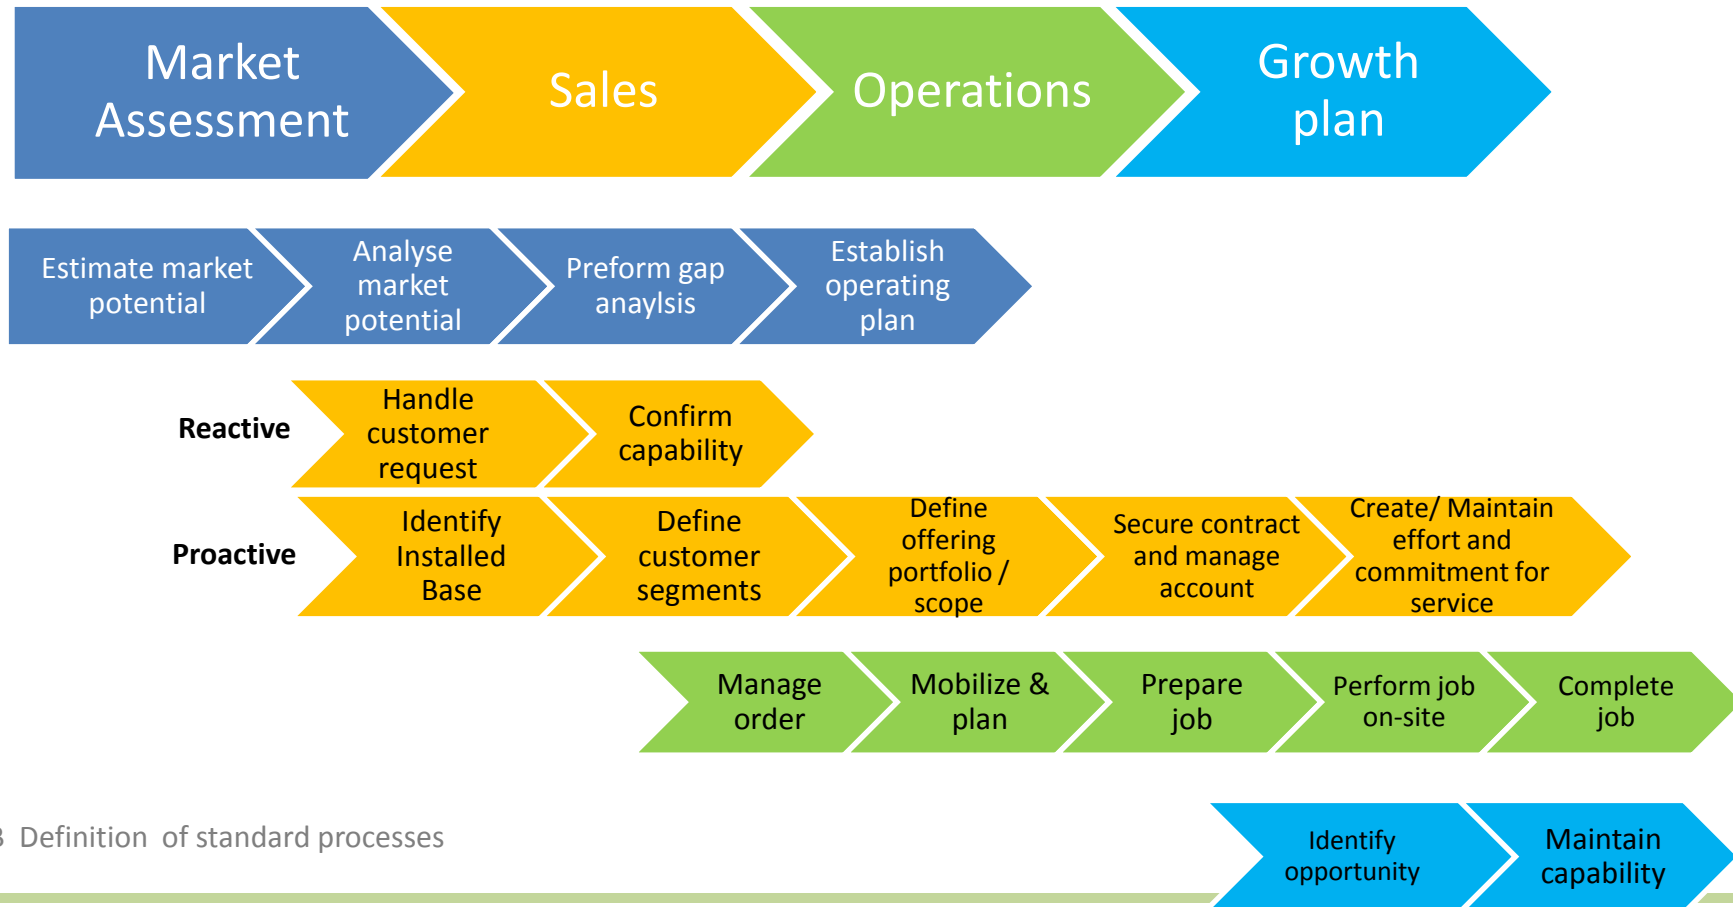 Market
Assessment
Sales
Operations
Growth
plan
Estimate market
potential
Analyse
market
potential
Preform gap
anaylsis
Establish
operating
plan
Reactive
Handle
customer
request
Confirm
capability
Proactive
Identify
Installed
Base
Define
customer
segments
Define
offering
portfolio /
scope
Secure contract
and manage
account
Create/ Maintain
effort and
commitment for
service
Manage
order
Mobilize &
plan
Prepare
job
Perform job
on-site
Complete
job
Definition of standard processes
Identify
opportunity
Maintain
capability